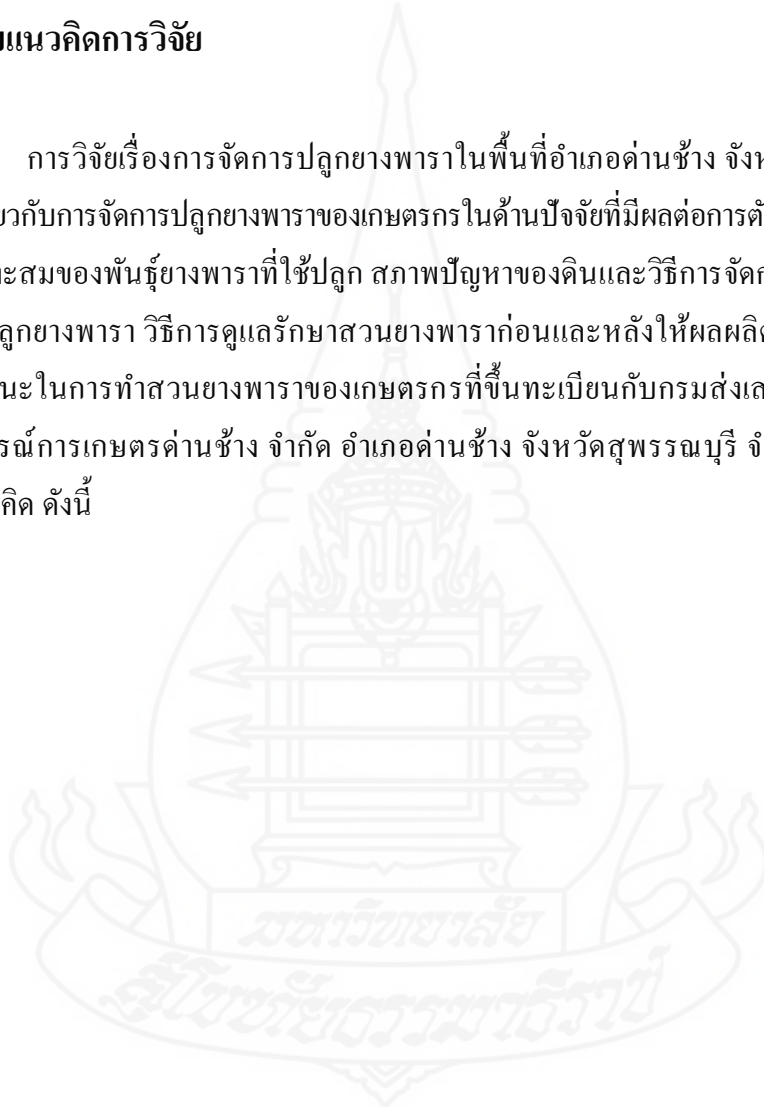 บแนวคิดการวิจัย
การวิจัยเรื่องการจัดการปลูกยางพาราในพื้นที่อำเภอด่านช้าง จังห
ยวกับการจัดการปลูกยางพาราของเกษตรกรในด้านปัจจัยที่มีผลต่อการตั
าะสมของพันธุ์ยางพาราที่ใช้ปลูก สภาพปัญหาของดินและวิธีการจัดก
ลูกยางพารา วิธีการดูแลรักษาสวนยางพาราก่อนและหลังให้ผลผลิต
นะในการทำสวนยางพาราของเกษตรกรที่ขึ้นทะเบียนกับกรมส่งเส
รณ์การเกษตรด่านช้าง จำกัด อำเภอด่านช้าง จังหวัดสุพรรณบุรี จำ
คิด ดังนี้
มหาวิทยาลัย
สุโขทัยธรรมาธิราช